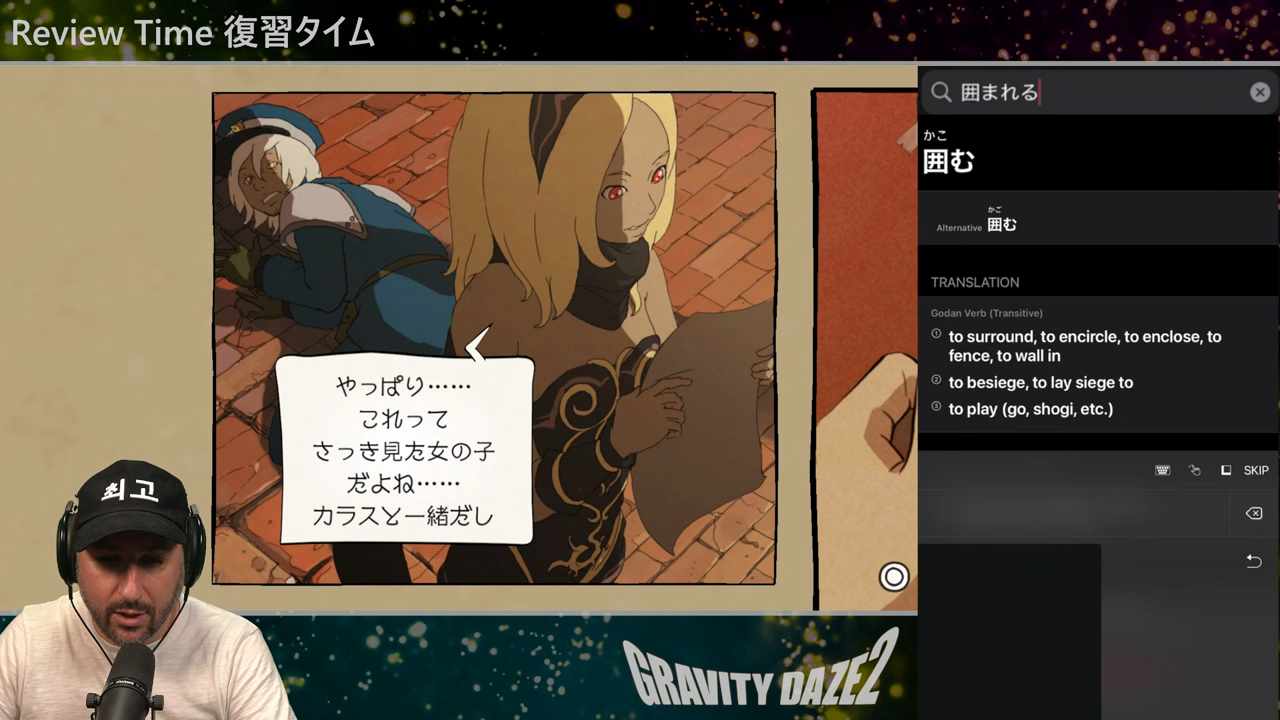 Review Time 復習タイム
やっぱり……
これって
さっき見た女の子
だよね……
カラスと一緒だし
囲まれる
かこ
囲む
かご
Alternative 囲む
TRANSLATION
Godan Verb (Transitive)
① to surround, to encircle, to enclose, to
fence, to wall in
② to besiege, to lay siege to
③ to play (go, shogi, etc.)
SKIP
최고
GRAVITY DAZE2